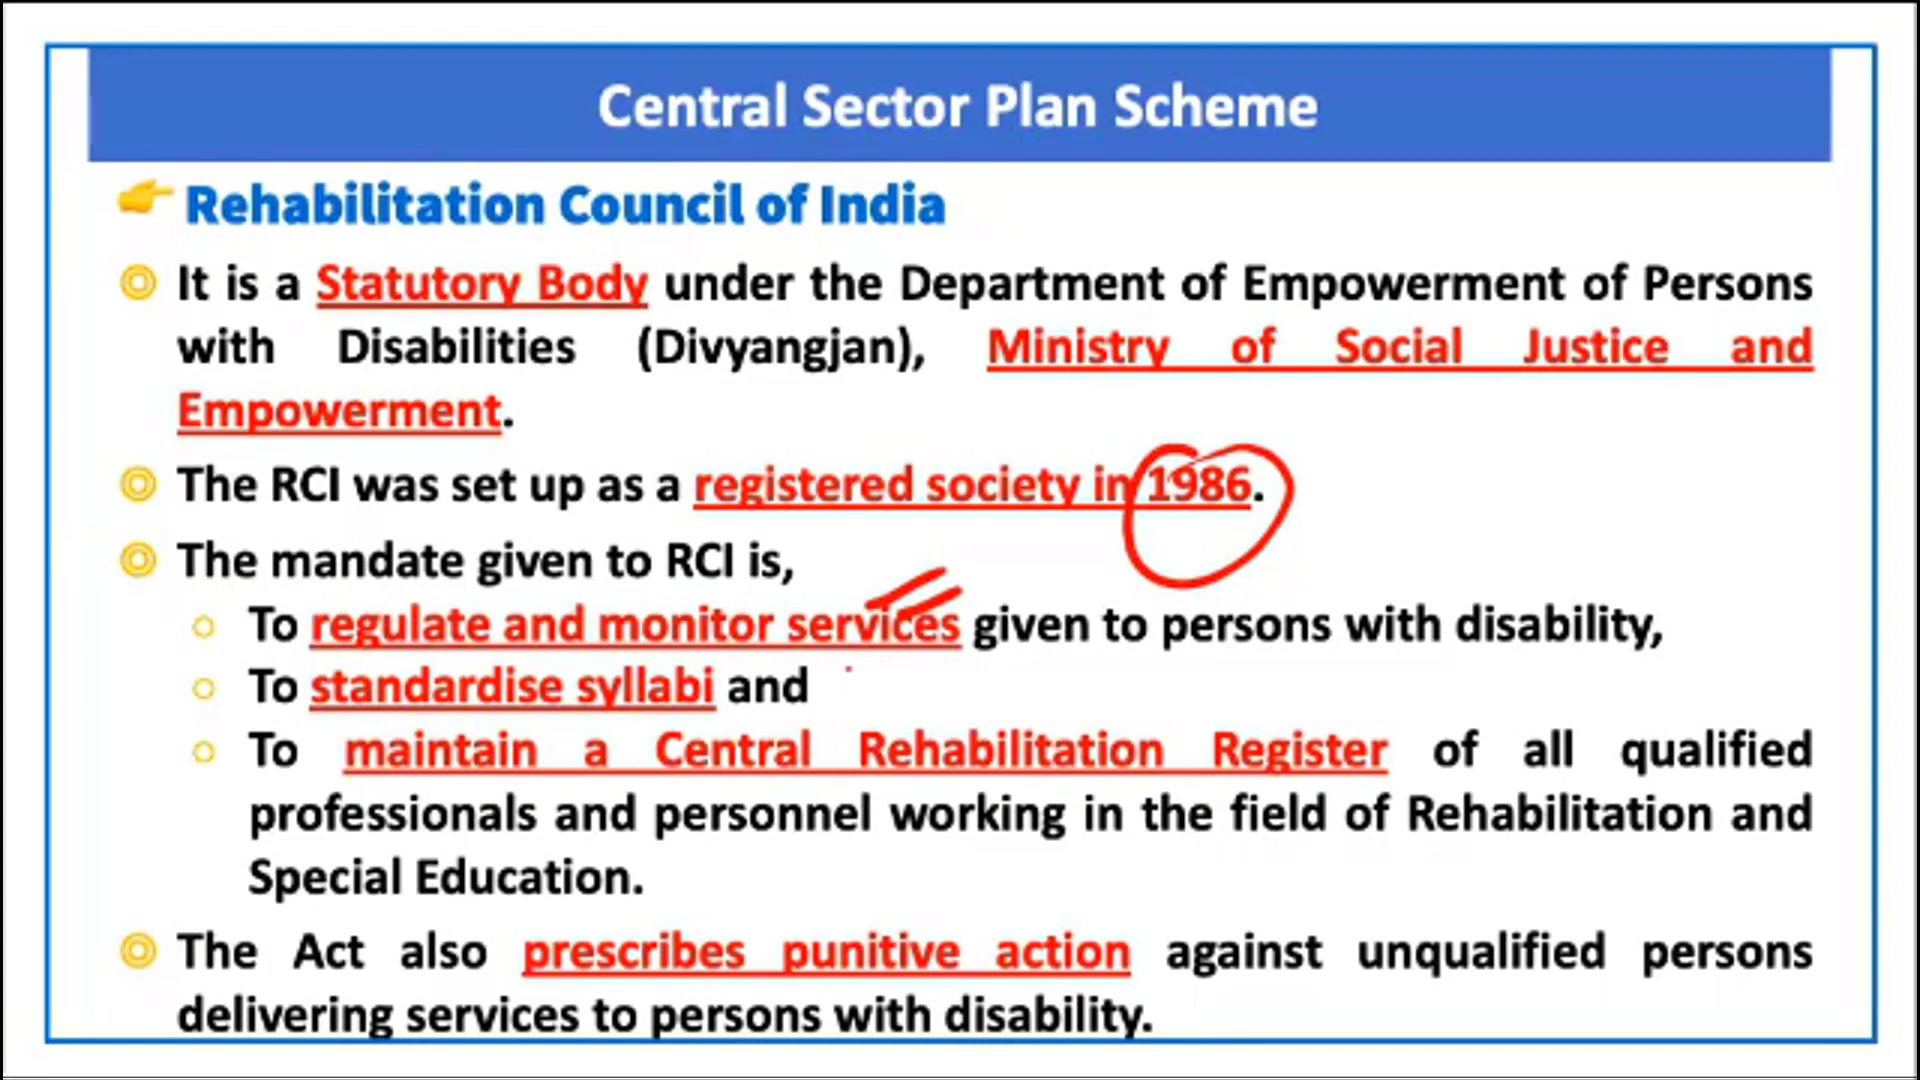 Central Sector Plan Scheme
Rehabilitation Council of India
It is a Statutory Body under the Department of Empowerment of Persons
with Disabilities (Divyangjan), Ministry of Social Justice and
Empowerment.
The RCI was set up as a registered society in 1986.
The mandate given to RCI is,
To regulate and monitor services given to persons with disability,
To standardise syllabi and
To maintain a Central Rehabilitation Register of all qualified
professionals and personnel working in the field of Rehabilitation and
Special Education.
The Act also prescribes punitive action against unqualified persons
delivering services to persons with disability.